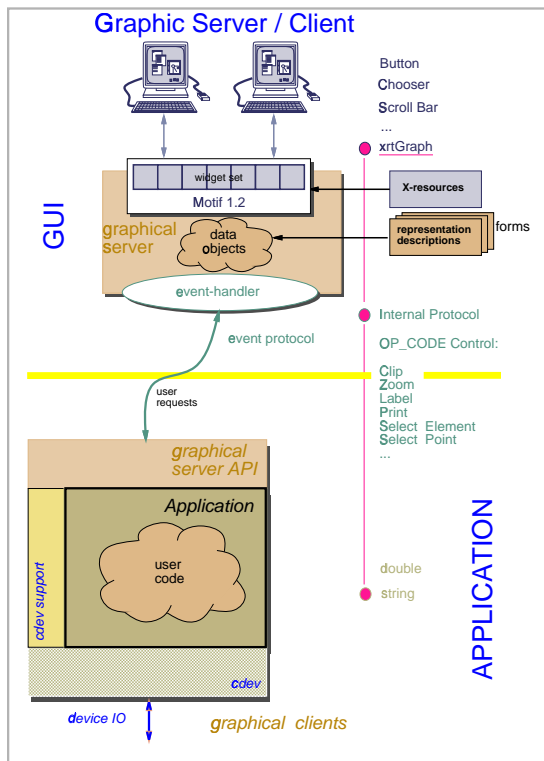 Graphic Server / Client
Button
Chooser
Scroll Bar
...
xrtGraph
widget set
Motif 1.2
X-resources
GUI
graphical
server
data
objects
representation
descriptions
forms
event-handler
Internal Protocol
event protocol
OP_CODE Control:
Clip
Zoom
Label
Print
Select Element
Select Point
...
user
requests
graphical
server API
Application
cdev support
user
code
double
string
APPLICATION
cdev
device IO
graphical clients